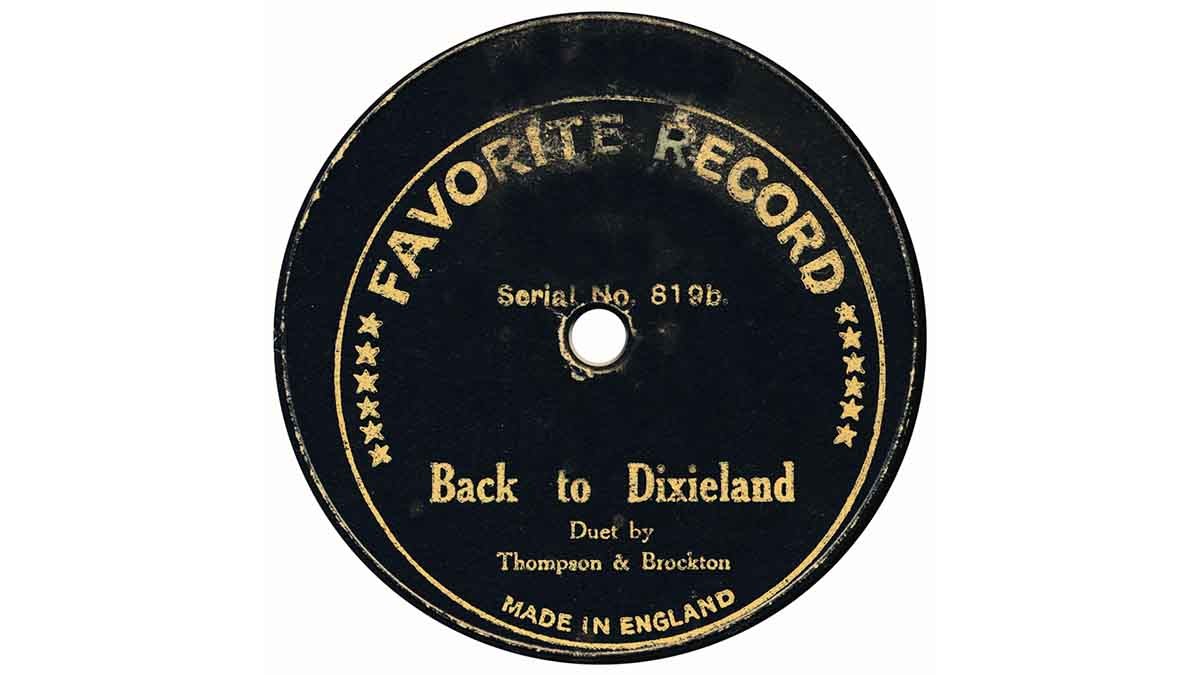 FAVORITE RECORD
Serial No. 819b.
Back to Dixieland
Duet by
Thompson & Brockton
MADE IN ENGLAND